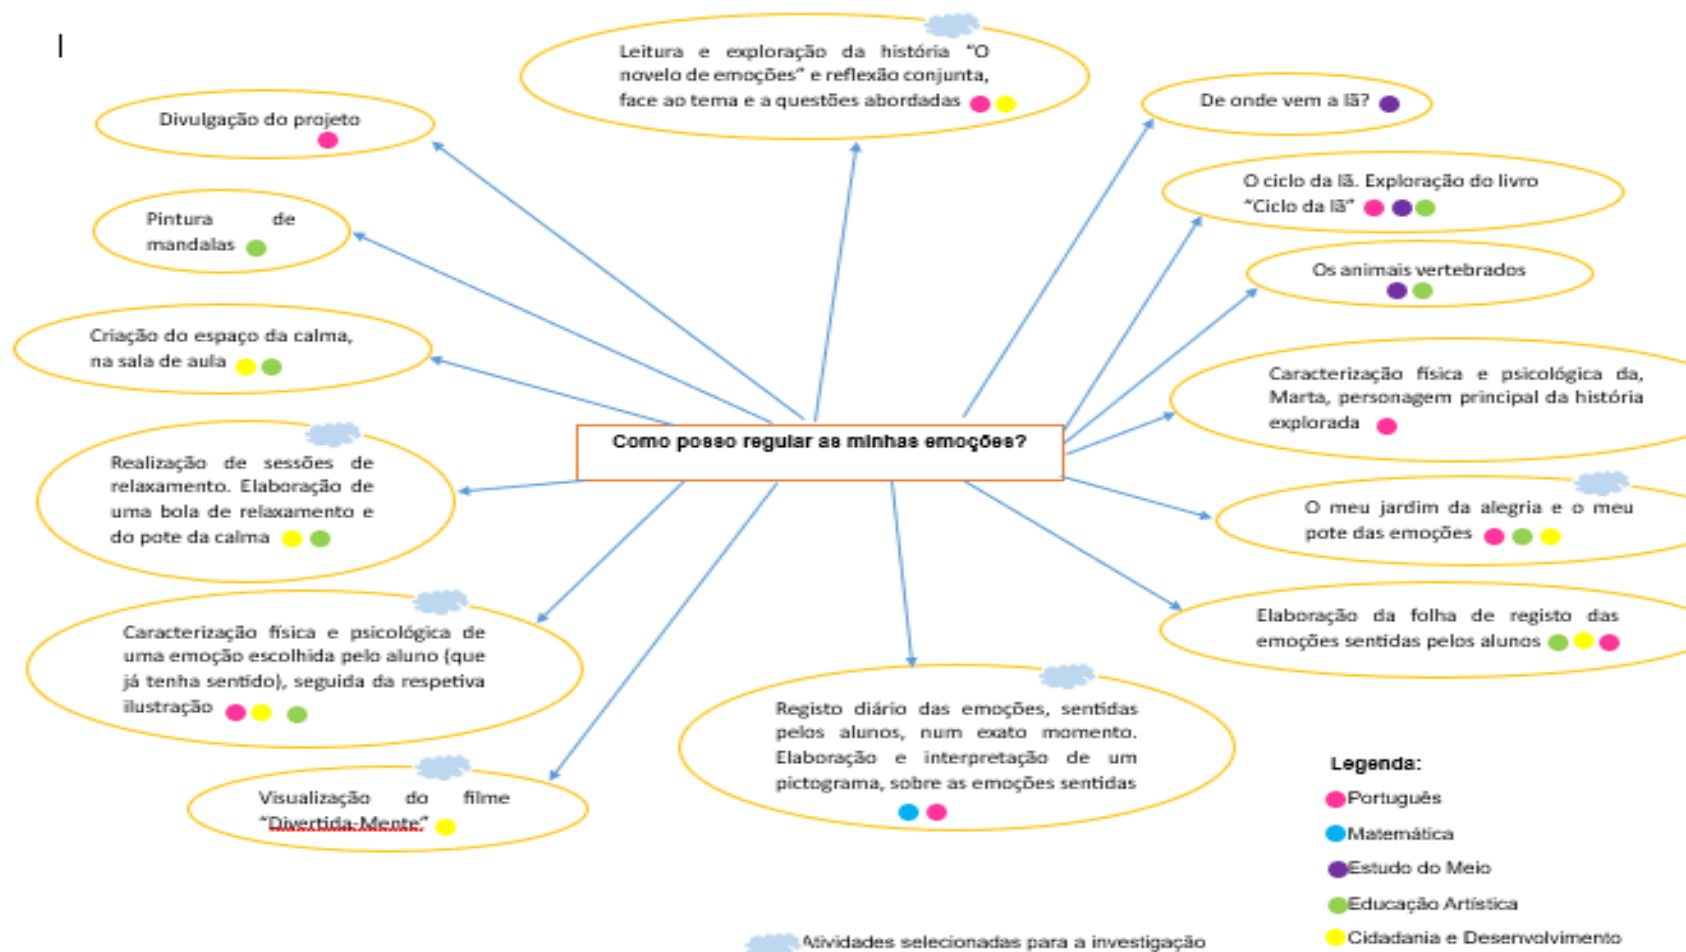 Leitura e exploração da história “O
novelo de emoções” e reflexão conjunta,
face ao tema e a questões abordadas
De onde vem a lã?
Divulgação do projeto
O ciclo da lã. Exploração do livro
“Ciclo da lã”
Pintura de
mandalas
Os animais vertebrados
Criação do espaço da calma,
na sala de aula
Caracterização física e psicológica da,
Marta, personagem principal da história
explorada
Como posso regular as minhas emoções?
Realização de sessões de
relaxamento. Elaboração de
uma bola de relaxamento e
do pote da calma
O meu jardim da alegria e o meu
pote das emoções
Caracterização física e psicológica de
uma emoção escolhida pelo aluno (que
já tenha sentido), seguida da respetiva
ilustração
Elaboração da folha de registo das
emoções sentidas pelos alunos
Registo diário das emoções, sentidas
pelos alunos, num exato momento.
Elaboração e interpretação de um
pictograma, sobre as emoções sentidas
Visualização do filme
“Divertida-Mente”
Legenda:
Português
Matemática
Estudo do Meio
Educação Artística
Cidadania e Desenvolvimento
Atividades selecionadas para a investigação